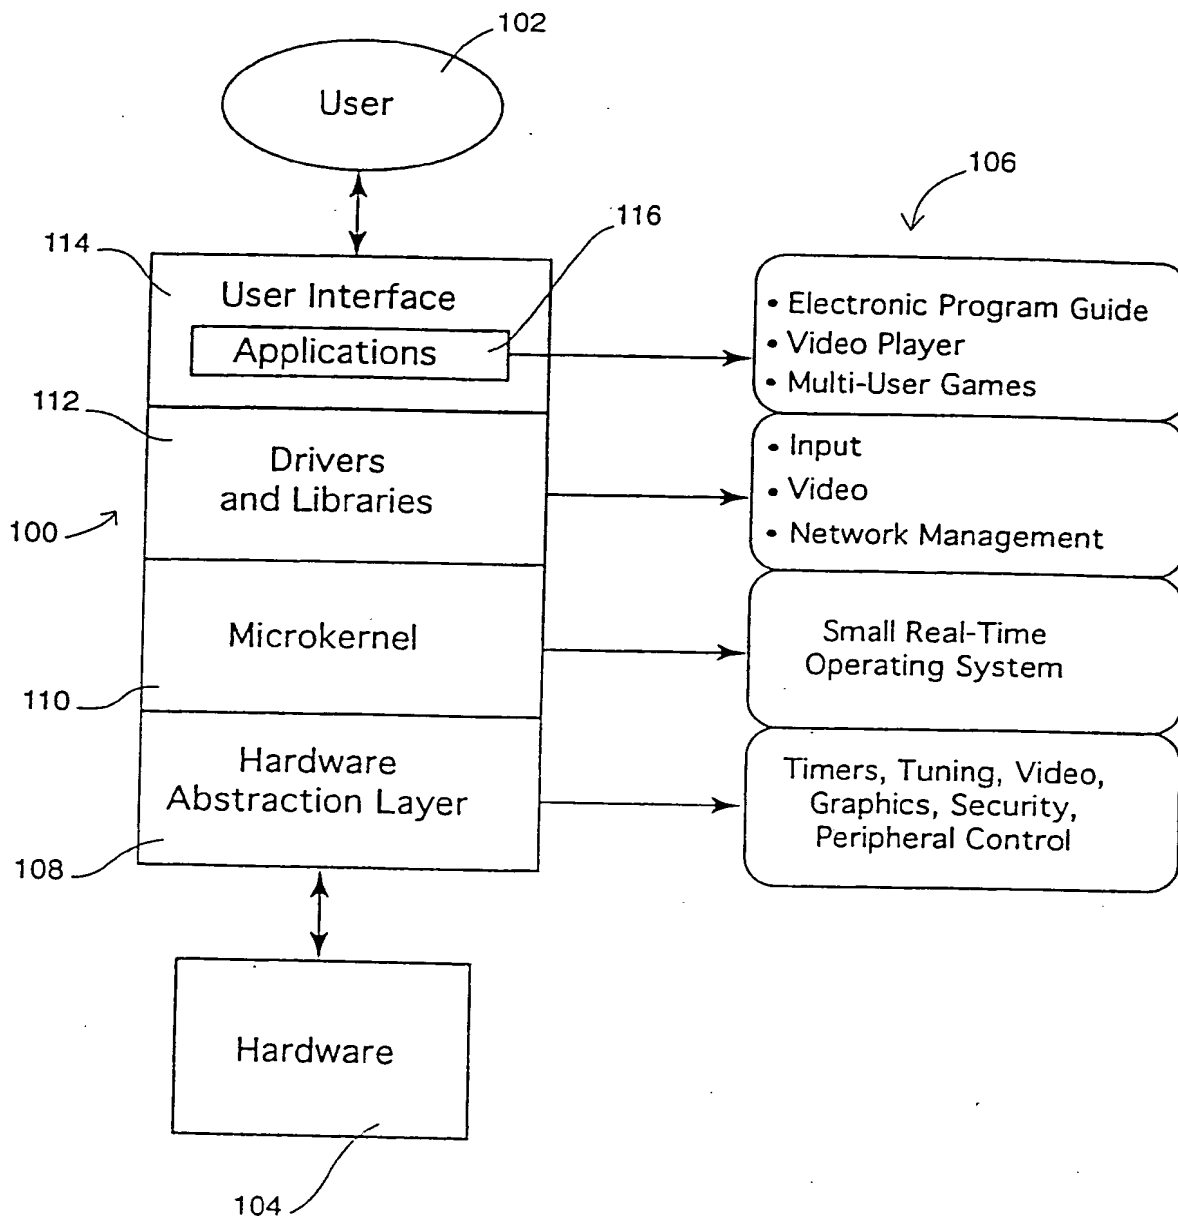 102
User
106
116
114
User Interface
Applications
• Electronic Program Guide
• Video Player
• Multi-User Games
112
Drivers
and Libraries
• Input
• Video
• Network Management
100
Microkernel
Small Real-Time
Operating System
110
Hardware
Abstraction Layer
Timers, Tuning, Video,
Graphics, Security,
Peripheral Control
108
Hardware
104